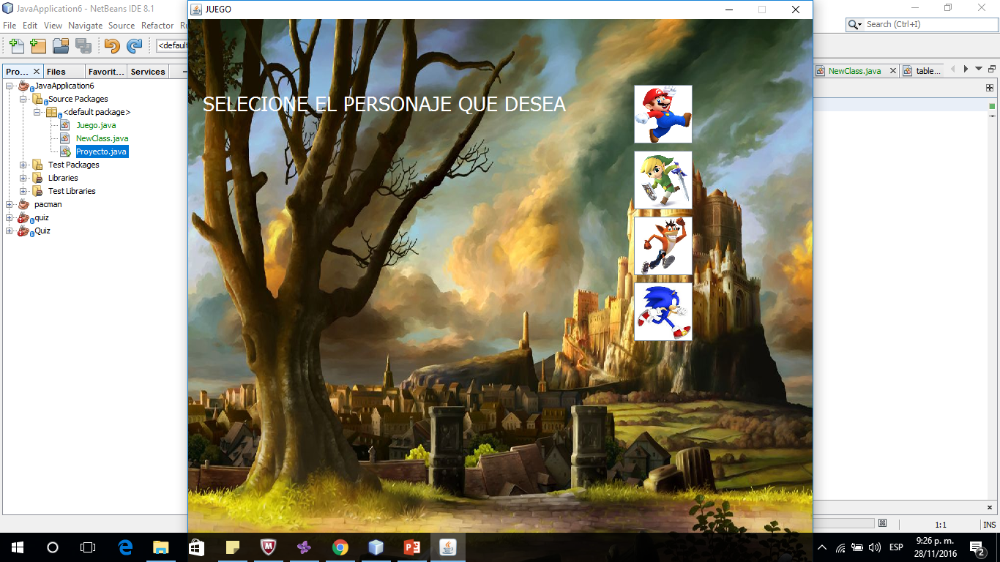 JavaApplication6 - NetBeans IDE 8.1
JUEGO
File Edit View Navigate Source Refactor
Search (Ctrl+I)
<default
Pro... Files Favorit... Services
NewClass.java table...
JavaApplication6
Source Packages
<default package>
Juego.java
NewClass.java
Proyecto.java
Test Packages
Libraries
Test Libraries
pacman
quiz
Quiz
SELECIONE EL PERSONAJE QUE DESEA
1:1 INS
ESP
9:26 p. m.
28/11/2016
2